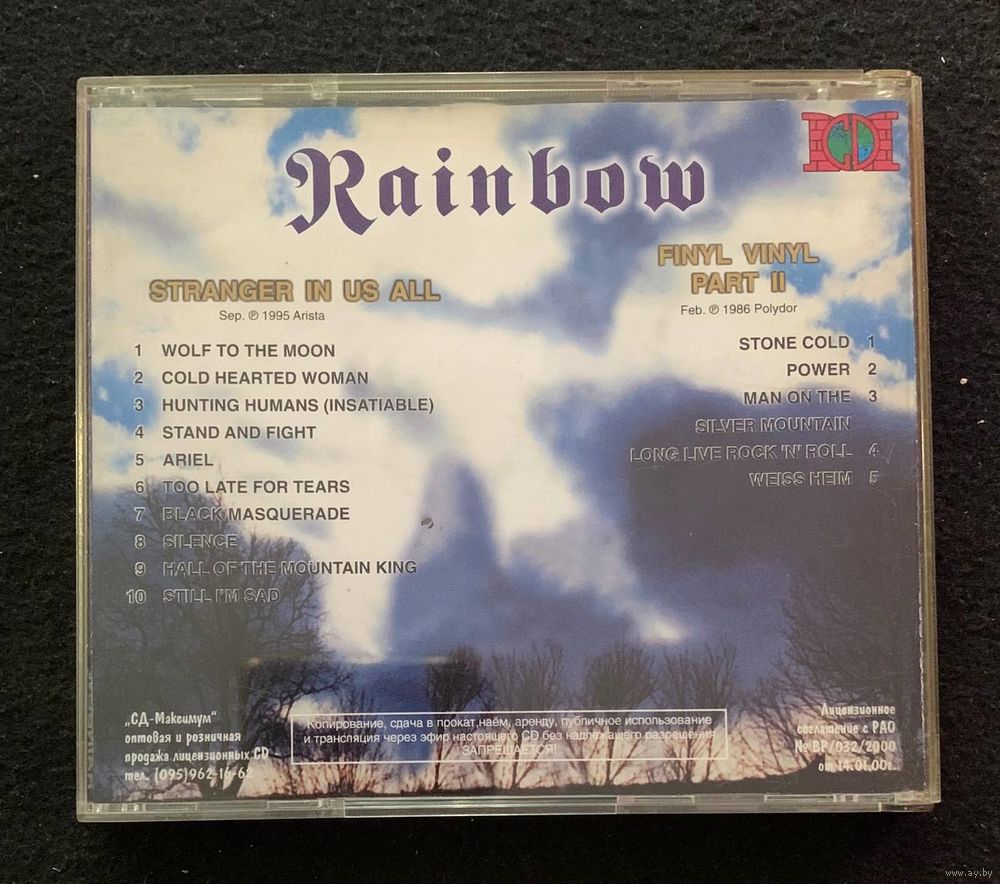 Rainbow
STRANGER IN US ALL
Sep. ℗ 1995 Arista
1 WOLF TO THE MOON
2 COLD HEARTED WOMAN
3 HUNTING HUMANS (INSATIABLE)
4 STAND AND FIGHT
5 ARIEL
6 TOO LATE FOR TEARS
7 BLACK MASQUERADE
8 SILENCE
9 HALL OF THE MOUNTAIN KING
10 STILL I'M SAD
FINYL VINYL
PART II
Feb. ℗ 1986 Polydor
STONE COLD 1
POWER 2
MAN ON THE 3
SILVER MOUNTAIN
LONG LIVE ROCK 'N' ROLL 4
WEISS HEIM 5
CD
„СД-Максимум"
оптовая и розничная
продажа лицензионных CD
тел. (095)962-16-62
Копирование, сдача в прокат,наём, аренду, публичное использование
и трансляция через эфир настоящего CD без надлежащего разрешения
ЗАПРЕЩАЕТСЯ!
Лицензионное
соглашение с РАО
№ ВР/032/2000
от 14.01.00г.
www.ay.by